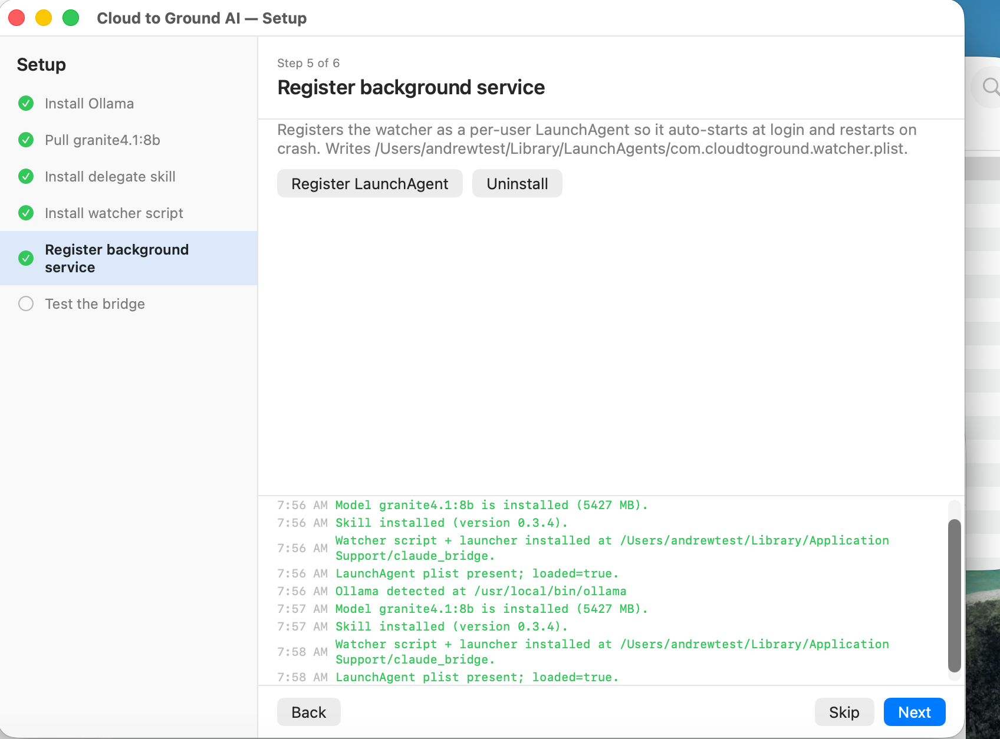 Cloud to Ground AI — Setup
Setup
Install Ollama
Pull granite4.1:8b
Install delegate skill
Install watcher script
Register background
service
Test the bridge
Step 5 of 6
Register background service
Registers the watcher as a per-user LaunchAgent so it auto-starts at login and restarts on
crash. Writes /Users/andrewtest/Library/LaunchAgents/com.cloudtoground.watcher.plist.
Register LaunchAgent Uninstall
7:56 AM Model granite4.1:8b is installed (5427 MB).
7:56 AM Skill installed (version 0.3.4).
7:56 AM Watcher script + launcher installed at /Users/andrewtest/Library/Application
Support/claude_bridge.
7:56 AM LaunchAgent plist present; loaded=true.
7:56 AM Ollama detected at /usr/local/bin/ollama
7:57 AM Model granite4.1:8b is installed (5427 MB).
7:57 AM Skill installed (version 0.3.4).
7:58 AM Watcher script + launcher installed at /Users/andrewtest/Library/Application
Support/claude_bridge.
7:58 AM LaunchAgent plist present; loaded=true.
Back Skip Next